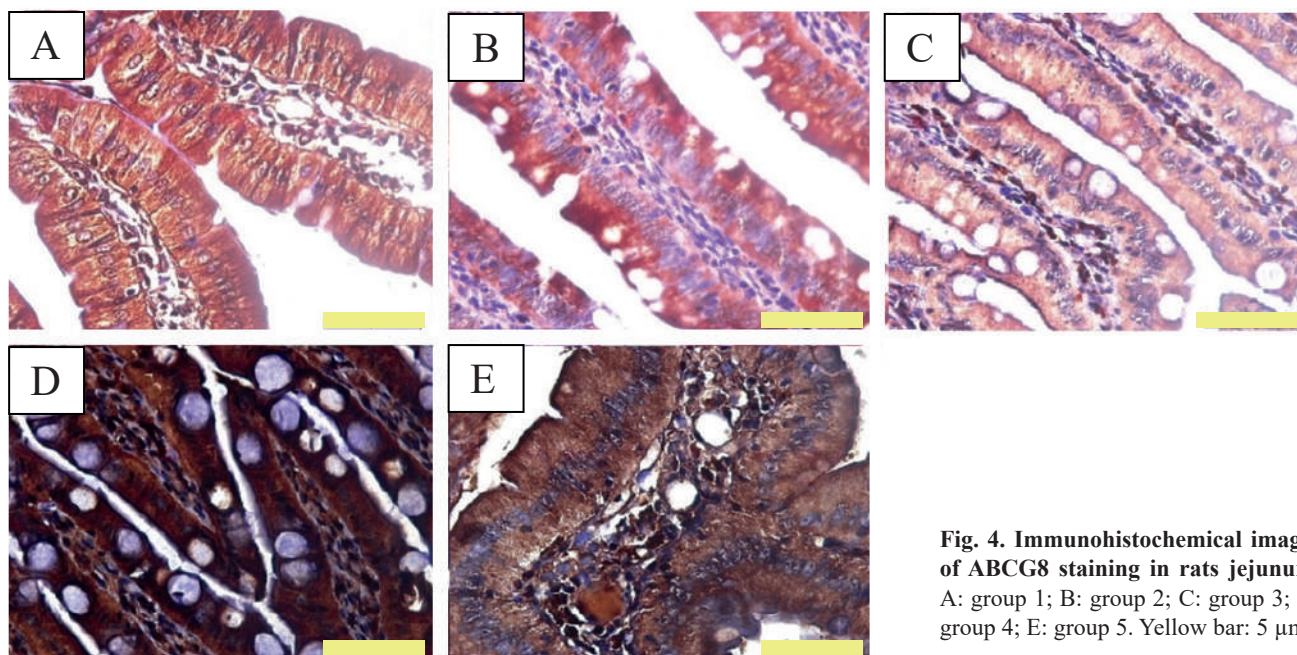 A
B
C
D
E
Fig. 4. Immunohistochemical imag
of ABCG8 staining in rats jejunu
A: group 1; B: group 2; C: group 3;
group 4; E: group 5. Yellow bar: 5 μm